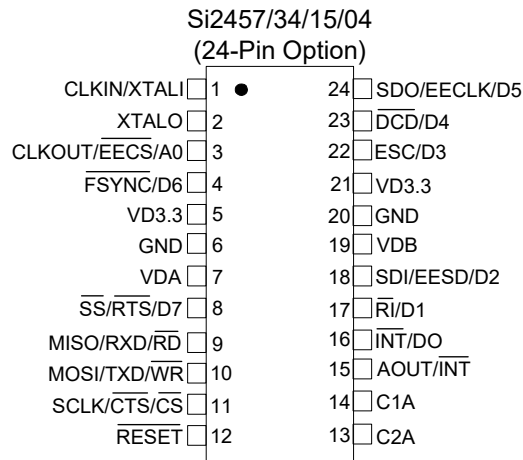 Si2457/34/15/04
(24-Pin Option)
CLKIN/XTALI 1 24 SDO/EECLK/D5
XTALO 2 23 DCD/D4
CLKOUT/EECS/A0 3 22 ESC/D3
FSYNC/D6 4 21 VD3.3
VD3.3 5 20 GND
GND 6 19 VDB
VDA 7 18 SDI/EESD/D2
SS/RTS/D7 8 17 RI/D1
MISO/RXD/RD 9 16 INT/DO
MOSI/TXD/WR 10 15 AOUT/INT
SCLK/CTS/CS 11 14 C1A
RESET 12 13 C2A